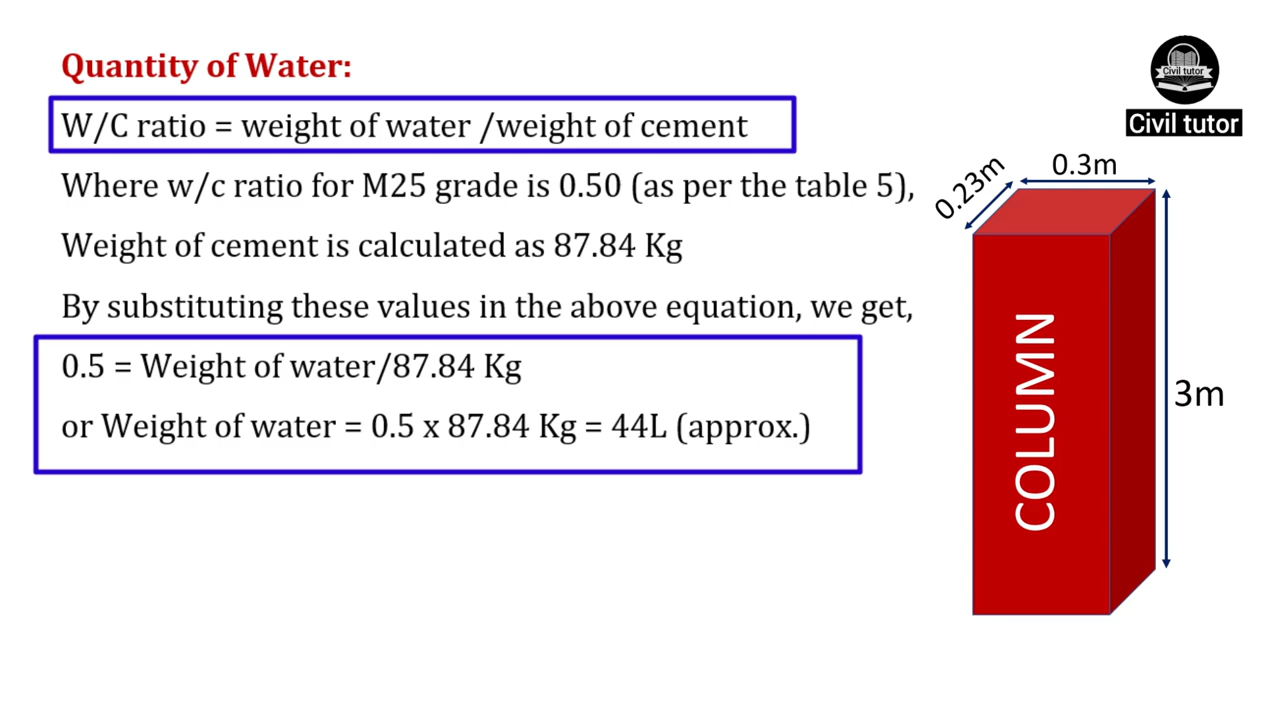 Quantity of Water:
W/C ratio = weight of water /weight of cement
Where w/c ratio for M25 grade is 0.50 (as per the table 5),
Weight of cement is calculated as 87.84 Kg
By substituting these values in the above equation, we get,
0.5 = Weight of water/87.84 Kg
or Weight of water = 0.5 x 87.84 Kg = 44L (approx.)
Civil tutor
Civil tutor
0.23m
0.3m
COLUMN
3m